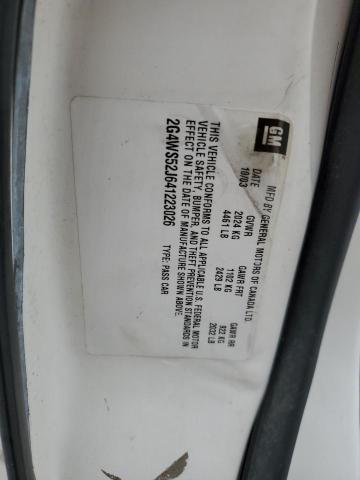 GM
MFD BY GENERAL MOTORS OF CANADA LTD.
DATE GVWR GAWR FRT GAWR RR
10/03 2024 KG 1102 KG 922 KG
4461 LB 2429 LB 2032 LB
THIS VEHICLE CONFORMS TO ALL APPLICABLE U.S. FEDERAL MOTOR
VEHICLE SAFETY, BUMPER, AND THEFT PREVENTION STANDARDS IN
EFFECT ON THE DATE OF MANUFACTURE SHOWN ABOVE.
2G4WS52J641223026 TYPE: PASS CAR